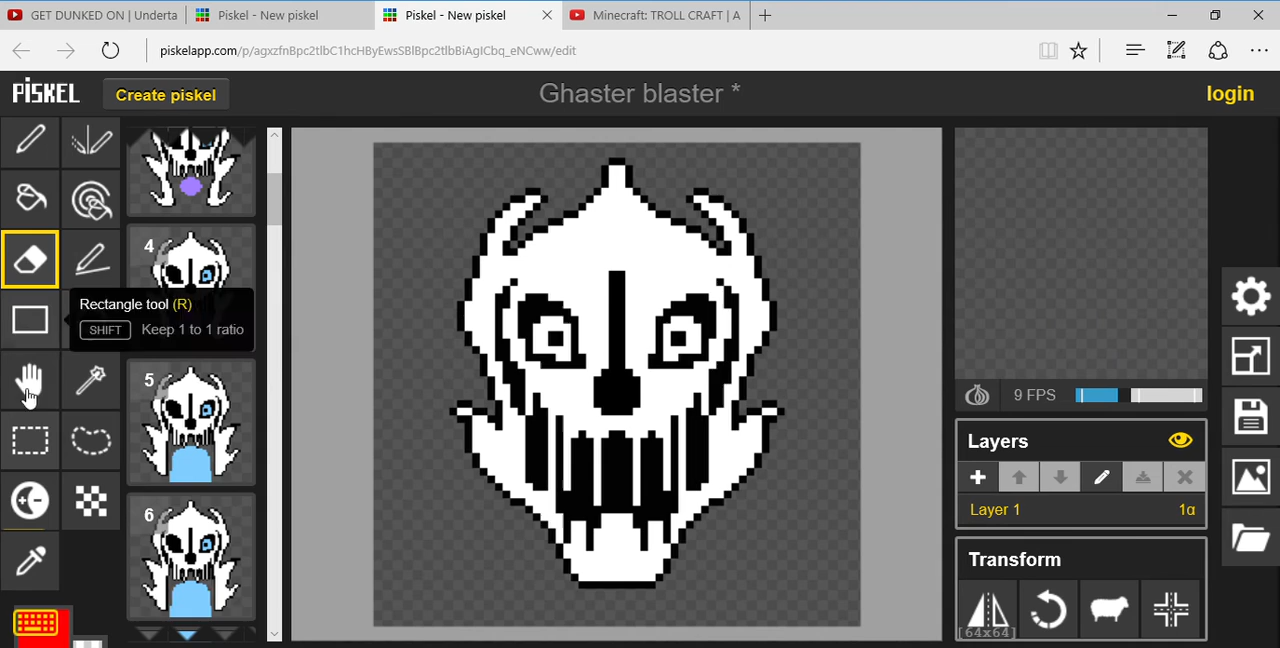 GET DUNKED ON | Underta
Piskel - New piskel
Piskel - New piskel
Minecraft: TROLL CRAFT | A
piskelapp.com/p/agxzfnBpc2tlbC1hcHByEwsSBlBpc2tlbBiAgICbq_eNCww/edit
PiSKEL
Create piskel
Ghaster blaster *
login
4
Rectangle tool (R)
SHIFT Keep 1 to 1 ratio
5
6
9 FPS
Layers
Layer 1
1α
Transform
[64x64]